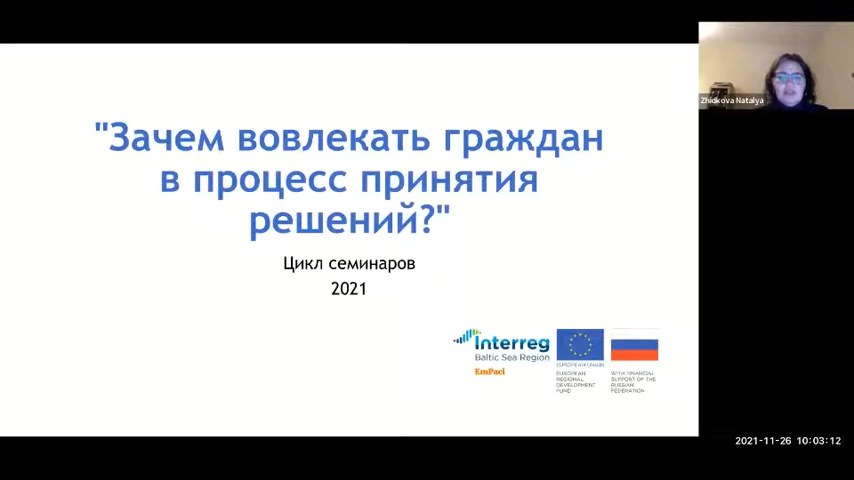 "Зачем вовлекать граждан
в процесс принятия
решений?"
Цикл семинаров
2021
Interreg
Baltic Sea Region
EmPaci
EUROPEAN UNION
EUROPEAN
REGIONAL
DEVELOPMENT
FUND
WITH FINANCIAL
SUPPORT OF THE
RUSSIAN
FEDERATION
Zhidkova Natalya
2021-11-26 10:03:12